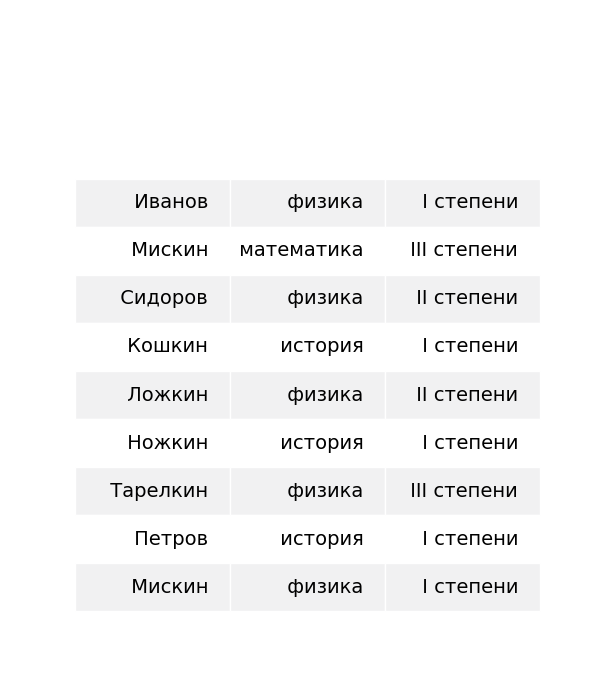 Иванов физика I степени
Мискин математика III степени
Сидоров физика II степени
Кошкин история I степени
Ложкин физика II степени
Ножкин история I степени
Тарелкин физика III степени
Петров история I степени
Мискин физика I степени